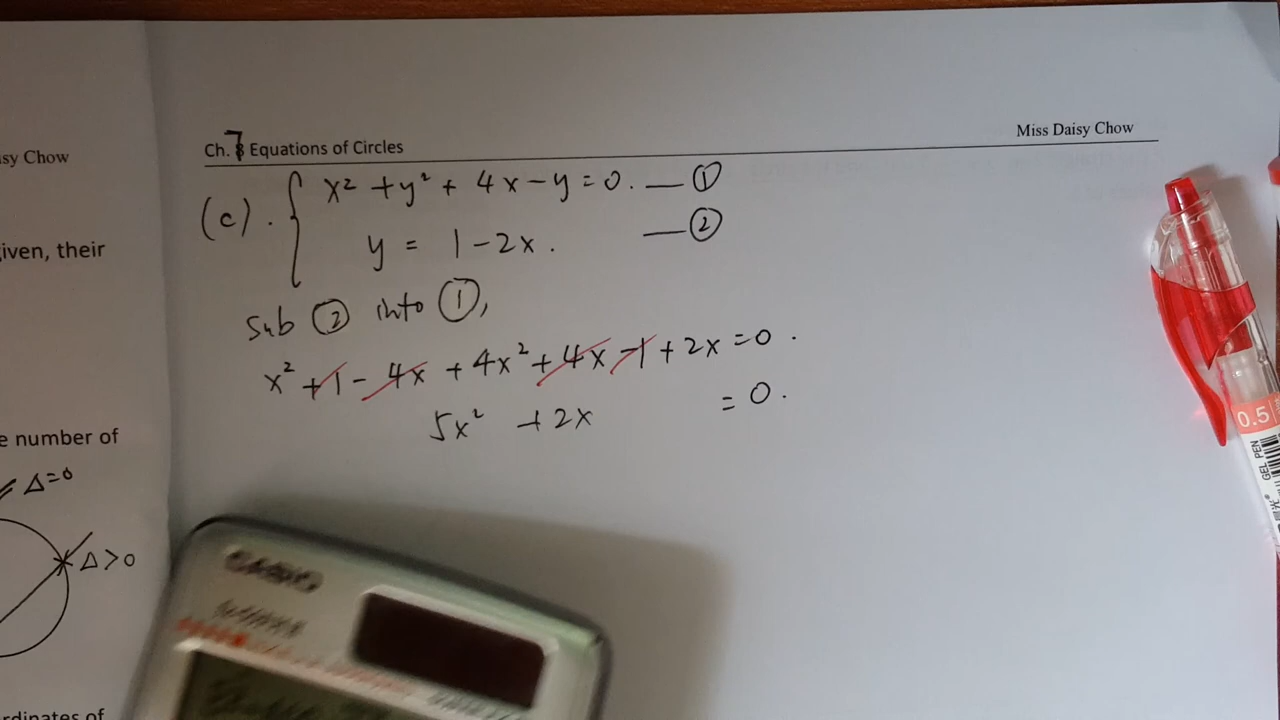 sy Chow
iven, their
e number of
Δ=0
Δ>0
rdinates of
Ch. 7 Equations of Circles
Miss Daisy Chow
(c). { x² + y² + 4x - y = 0. — ①
y = 1 - 2x. — ②
Sub ② into ①,
x² + 1 - 4x + 4x² + 4x - 1 + 2x = 0.
5x² + 2x = 0.
CASIO
0.5
GEL PEN